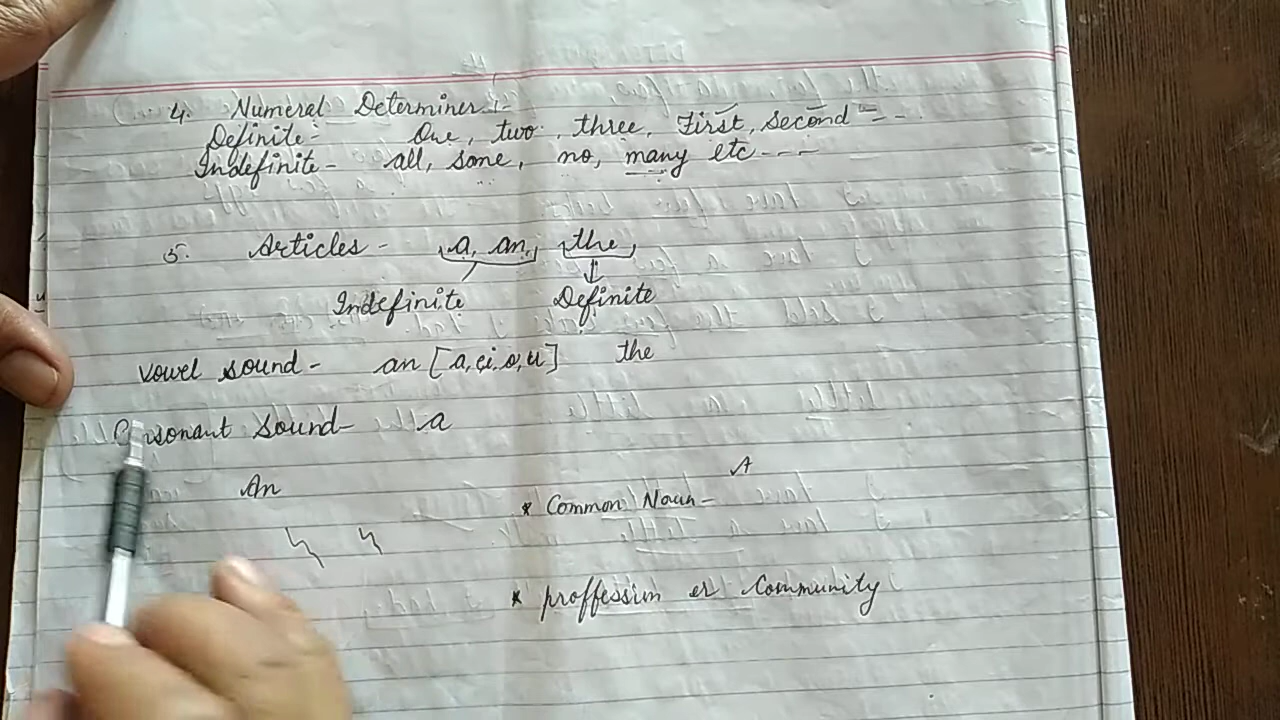 4. Numeral Determiner :-
Definite :- One, two, three, First, Second - - -
Indefinite - all, some, no, many etc - - -
5. Articles - a, an, the,
Indefinite Definite
vowel sound - an [a, e, i, o, u] the
Consonant Sound - a
An A
* Common Noun -
* proffession or Community